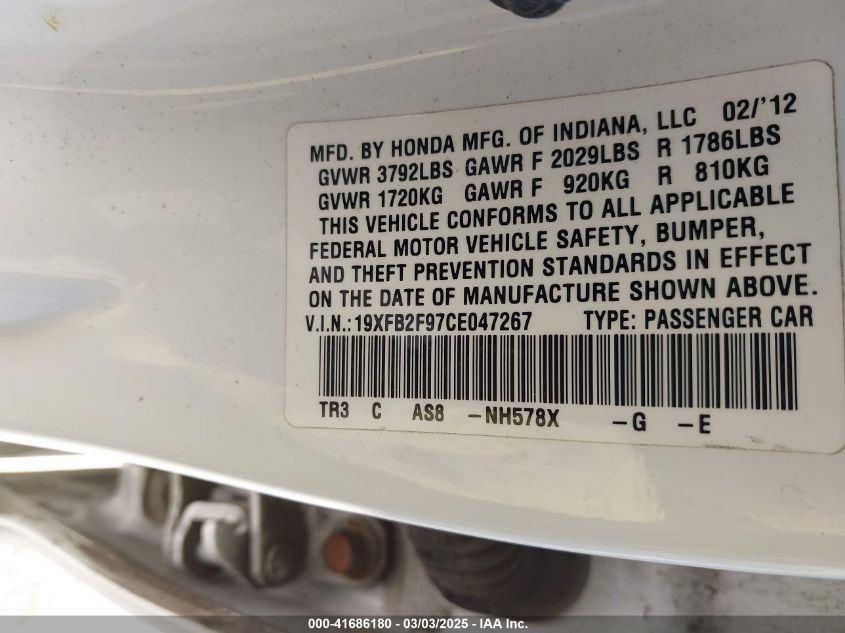 MFD. BY HONDA MFG. OF INDIANA, LLC 02/'12
GVWR 3792LBS GAWR F 2029LBS R 1786LBS
GVWR 1720KG GAWR F 920KG R 810KG
THIS VEHICLE CONFORMS TO ALL APPLICABLE
FEDERAL MOTOR VEHICLE SAFETY, BUMPER,
AND THEFT PREVENTION STANDARDS IN EFFECT
ON THE DATE OF MANUFACTURE SHOWN ABOVE.
V.I.N.:19XFB2F97CE047267 TYPE: PASSENGER CAR
TR3 C AS8 -NH578X -G -E
000-41686180 - 03/03/2025 - IAA Inc.